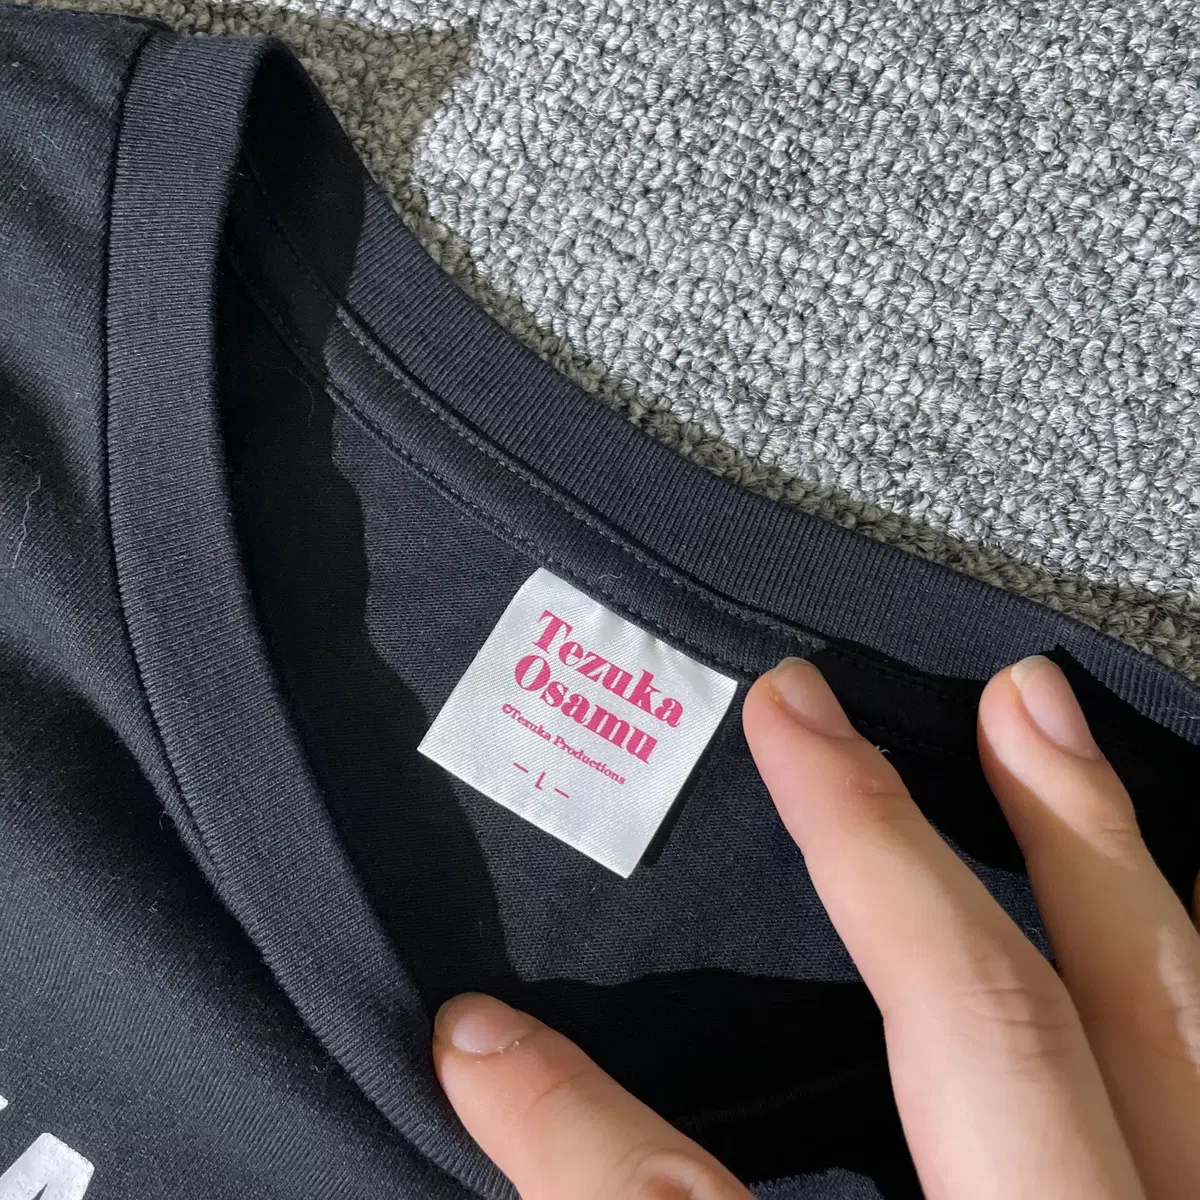 Tezuka
Osamu
©Tezuka Productions
– L –
A